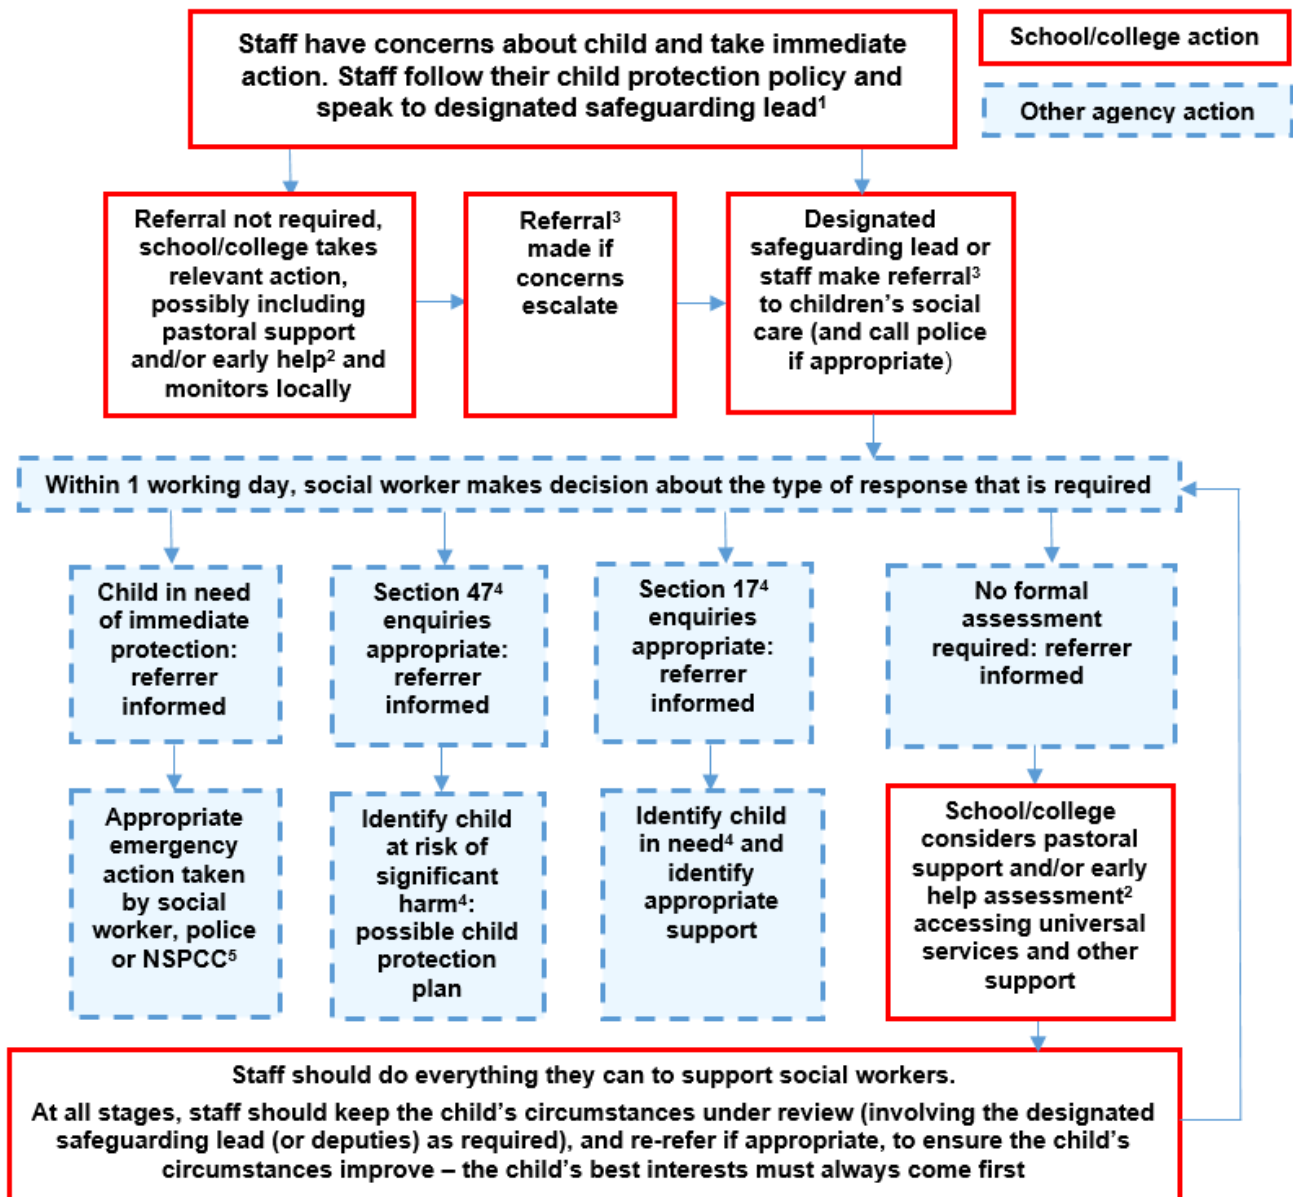 Staff have concerns about child and take immediate
action. Staff follow their child protection policy and
speak to designated safeguarding lead¹
School/college action
Other agency action
Referral not required,
school/college takes
relevant action,
possibly including
pastoral support
and/or early help² and
monitors locally
Referral³
made if
concerns
escalate
Designated
safeguarding lead or
staff make referral³
to children’s social
care (and call police
if appropriate)
Within 1 working day, social worker makes decision about the type of response that is required
Child in need
of immediate
protection:
referrer
informed
Section 47⁴
enquiries
appropriate:
referrer
informed
Section 17⁴
enquiries
appropriate:
referrer
informed
No formal
assessment
required: referrer
informed
Appropriate
emergency
action taken
by social
worker, police
or NSPCC⁵
Identify child
at risk of
significant
harm⁴:
possible child
protection
plan
Identify child
in need⁴ and
identify
appropriate
support
School/college
considers pastoral
support and/or early
help assessment²
accessing universal
services and other
support
Staff should do everything they can to support social workers.
At all stages, staff should keep the child’s circumstances under review (involving the designated
safeguarding lead (or deputies) as required), and re-refer if appropriate, to ensure the child’s
circumstances improve – the child’s best interests must always come first